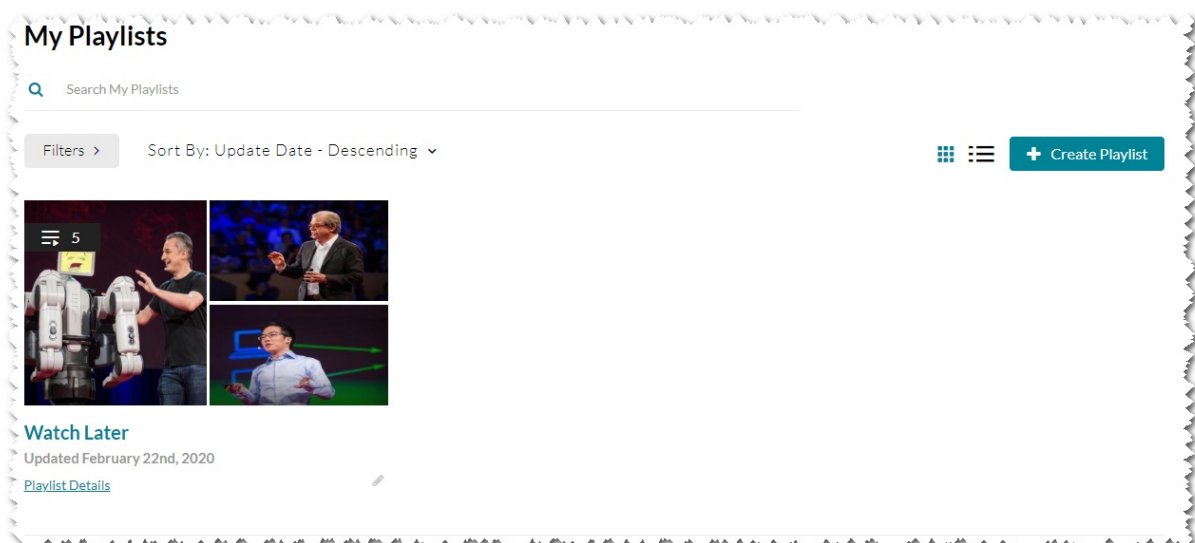 My Playlists
Search My Playlists
Filters >
Sort By: Update Date - Descending
Create Playlist
5
Watch Later
Updated February 22nd, 2020
Playlist Details